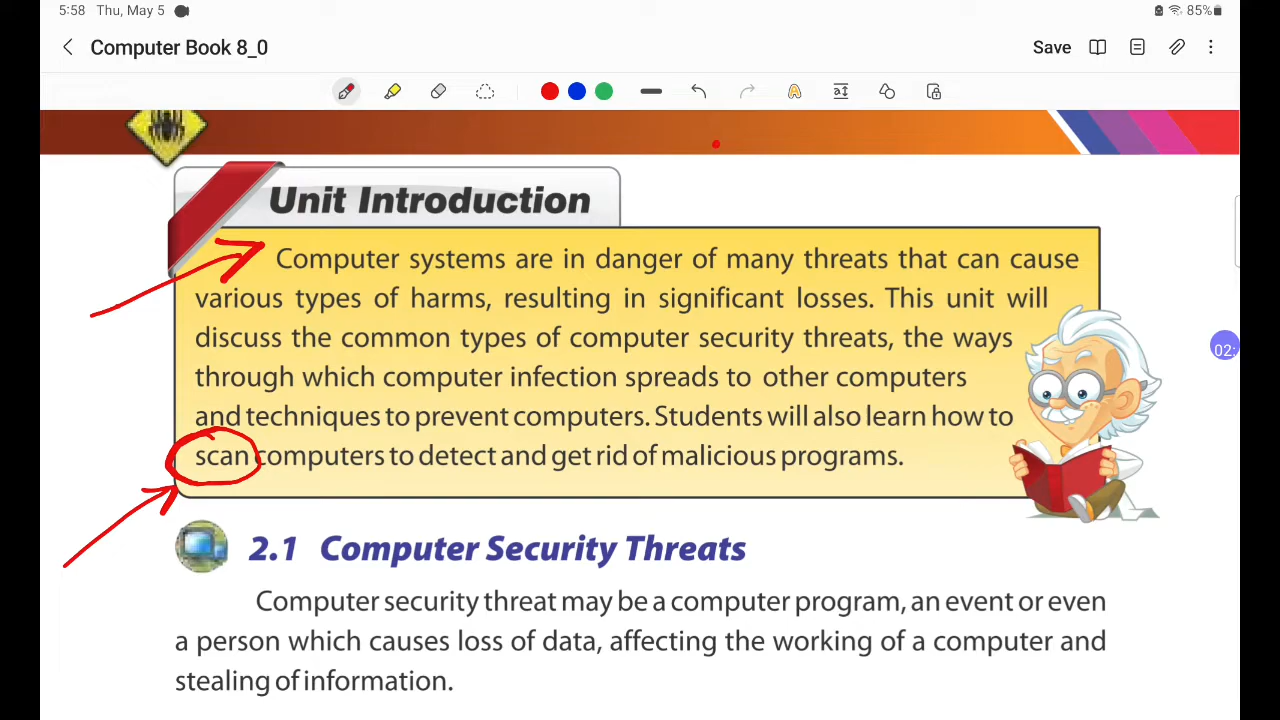 5:58 Thu, May 5 85%
Computer Book 8_0 Save
Unit Introduction
Computer systems are in danger of many threats that can cause
various types of harms, resulting in significant losses. This unit will
discuss the common types of computer security threats, the ways
through which computer infection spreads to other computers
and techniques to prevent computers. Students will also learn how to
scan computers to detect and get rid of malicious programs.
02:
2.1 Computer Security Threats
Computer security threat may be a computer program, an event or even
a person which causes loss of data, affecting the working of a computer and
stealing of information.